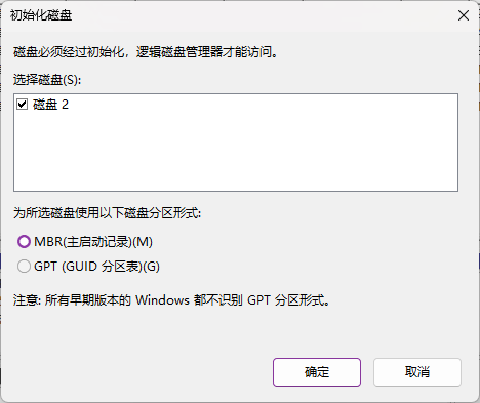 初始化磁盘
磁盘必须经过初始化，逻辑磁盘管理器才能访问。
选择磁盘(S):
磁盘 2
为所选磁盘使用以下磁盘分区形式:
MBR(主启动记录)(M)
GPT (GUID 分区表)(G)
注意: 所有早期版本的 Windows 都不识别 GPT 分区形式。
确定
取消